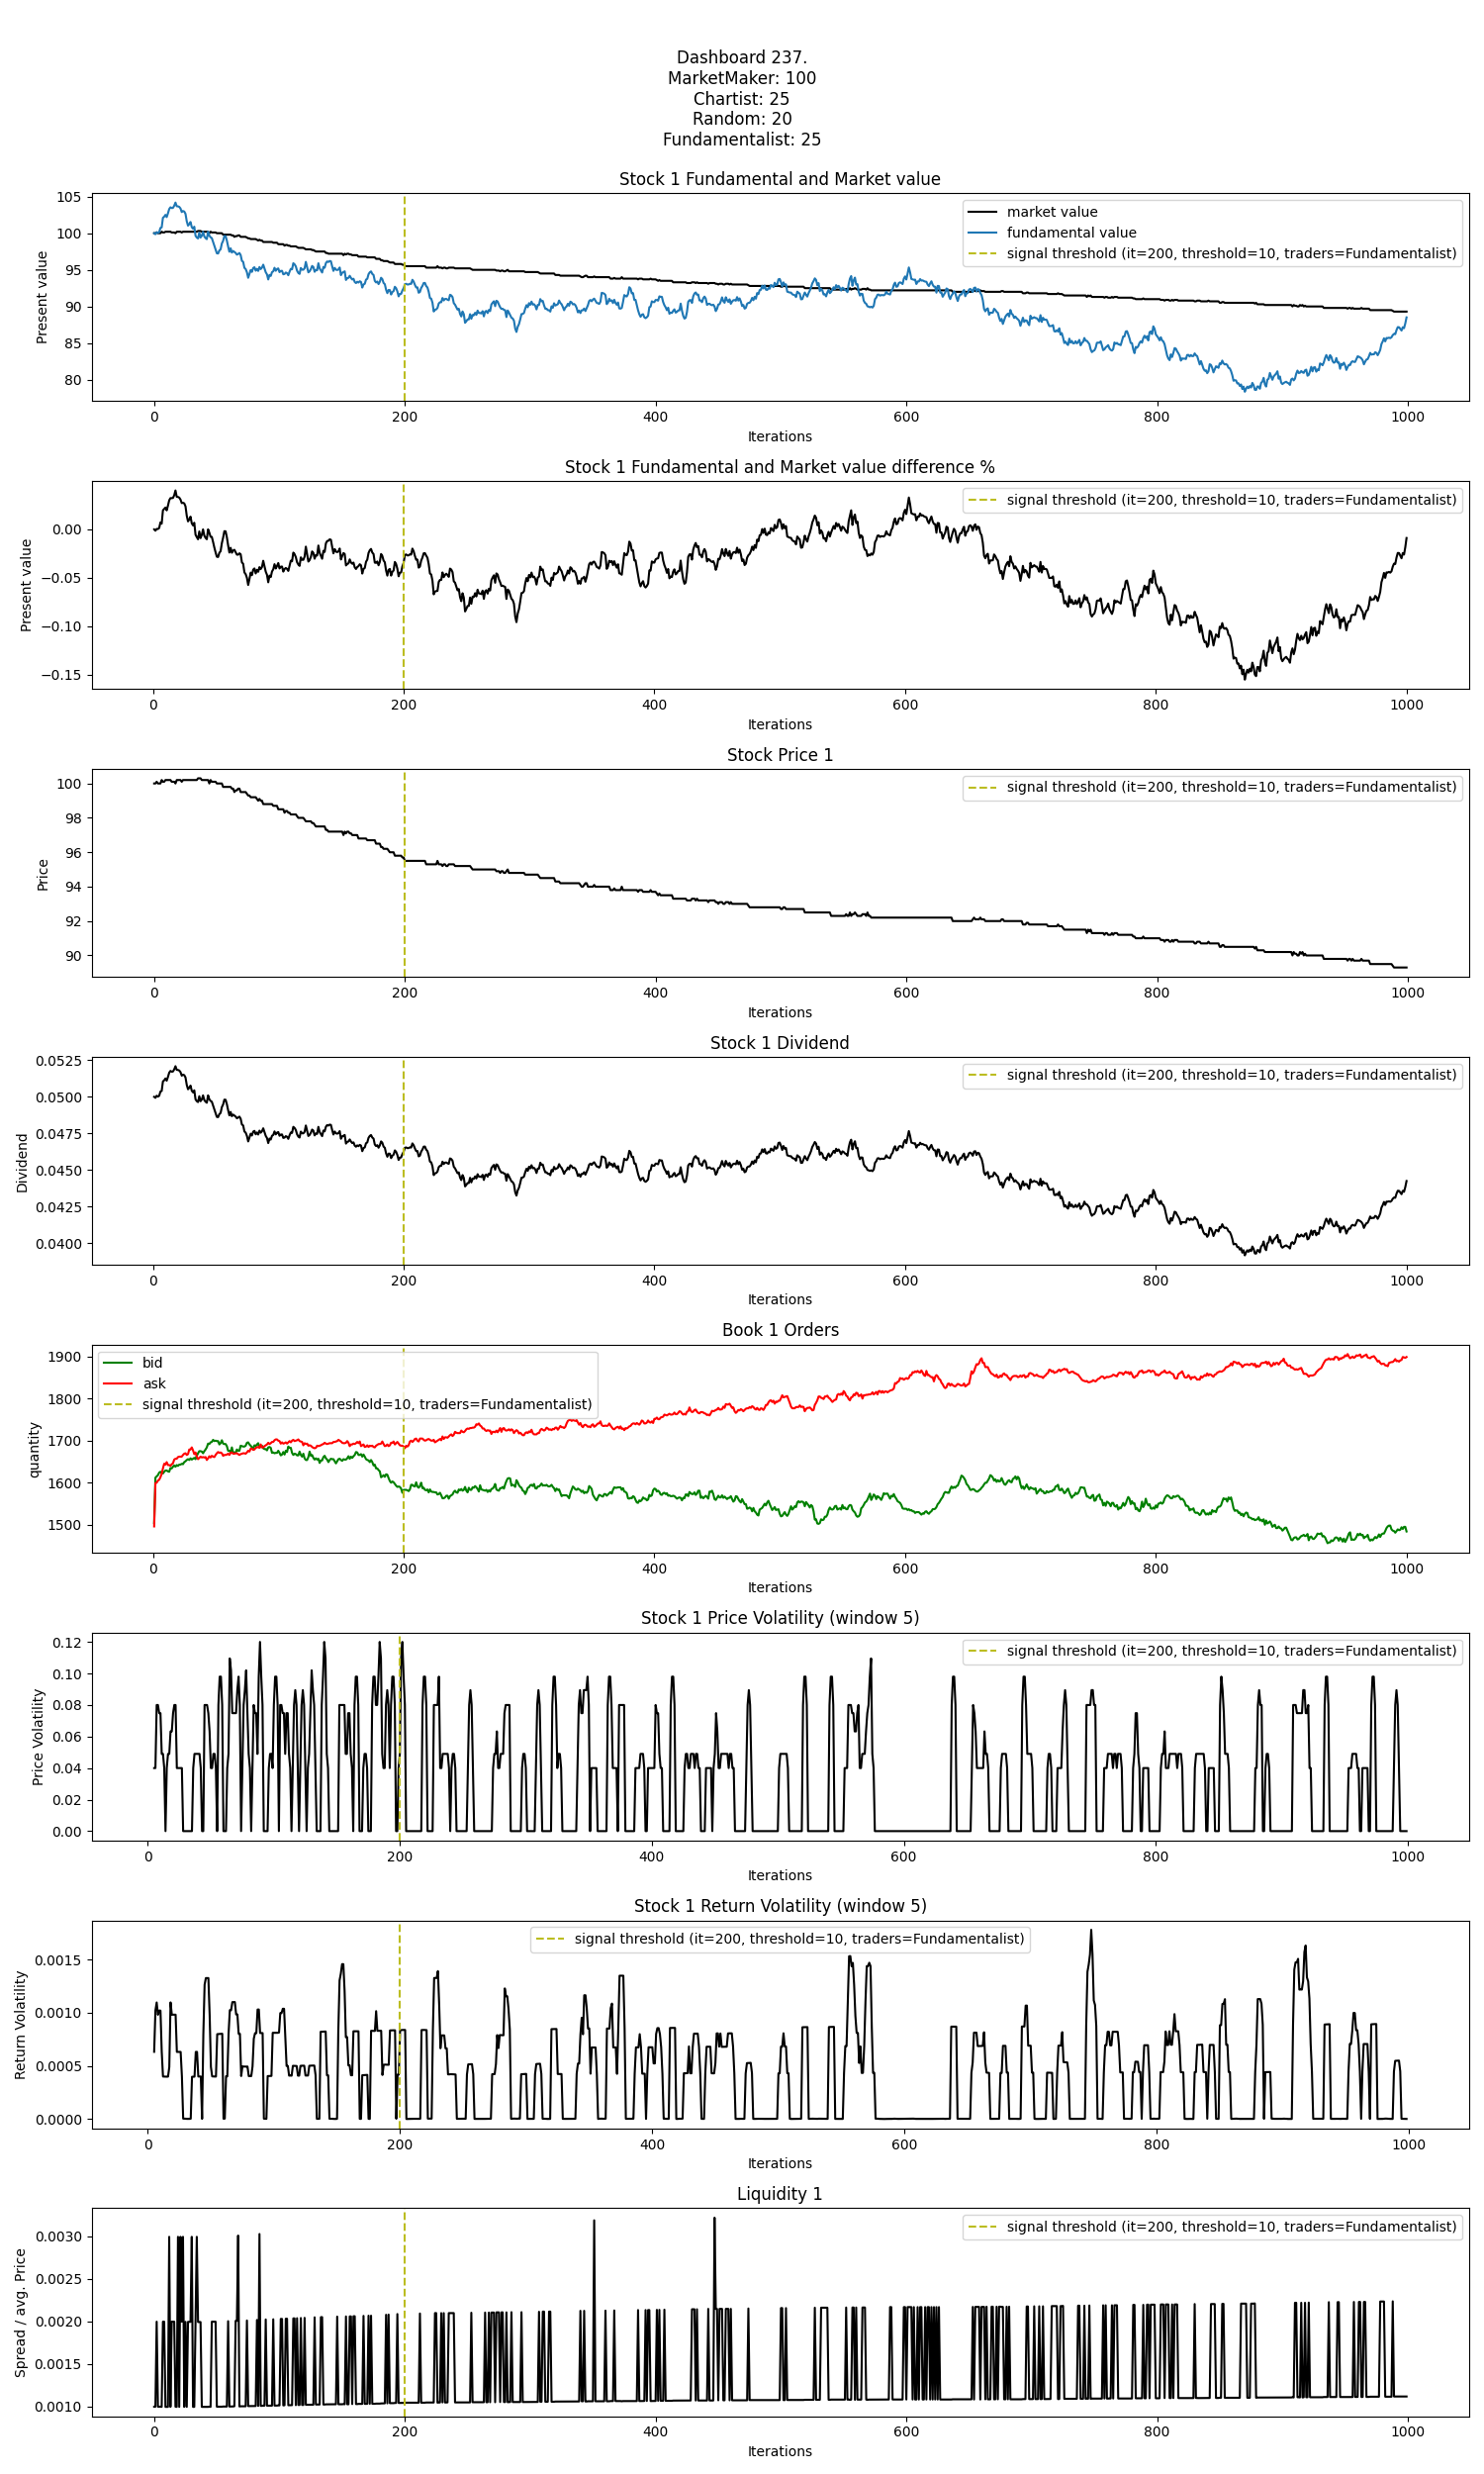 Dashboard 237.
MarketMaker: 100
Chartist: 25
Random: 20
Fundamentalist: 25
Stock 1 Fundamental and Market value
Present value
105
100
95
90
85
80
market value
fundamental value
signal threshold (it=200, threshold=10, traders=Fundamentalist)
0 200 400 600 800 1000
Iterations
Stock 1 Fundamental and Market value difference %
Present value
0.00
−0.05
−0.10
−0.15
signal threshold (it=200, threshold=10, traders=Fundamentalist)
0 200 400 600 800 1000
Iterations
Stock Price 1
Price
100
98
96
94
92
90
signal threshold (it=200, threshold=10, traders=Fundamentalist)
0 200 400 600 800 1000
Iterations
Stock 1 Dividend
Dividend
0.0525
0.0500
0.0475
0.0450
0.0425
0.0400
signal threshold (it=200, threshold=10, traders=Fundamentalist)
0 200 400 600 800 1000
Iterations
Book 1 Orders
quantity
1900
1800
1700
1600
1500
bid
ask
signal threshold (it=200, threshold=10, traders=Fundamentalist)
0 200 400 600 800 1000
Iterations
Stock 1 Price Volatility (window 5)
Price Volatility
0.12
0.10
0.08
0.06
0.04
0.02
0.00
signal threshold (it=200, threshold=10, traders=Fundamentalist)
0 200 400 600 800 1000
Iterations
Stock 1 Return Volatility (window 5)
Return Volatility
0.0015
0.0010
0.0005
0.0000
signal threshold (it=200, threshold=10, traders=Fundamentalist)
0 200 400 600 800 1000
Iterations
Liquidity 1
Spread / avg. Price
0.0030
0.0025
0.0020
0.0015
0.0010
signal threshold (it=200, threshold=10, traders=Fundamentalist)
0 200 400 600 800 1000
Iterations